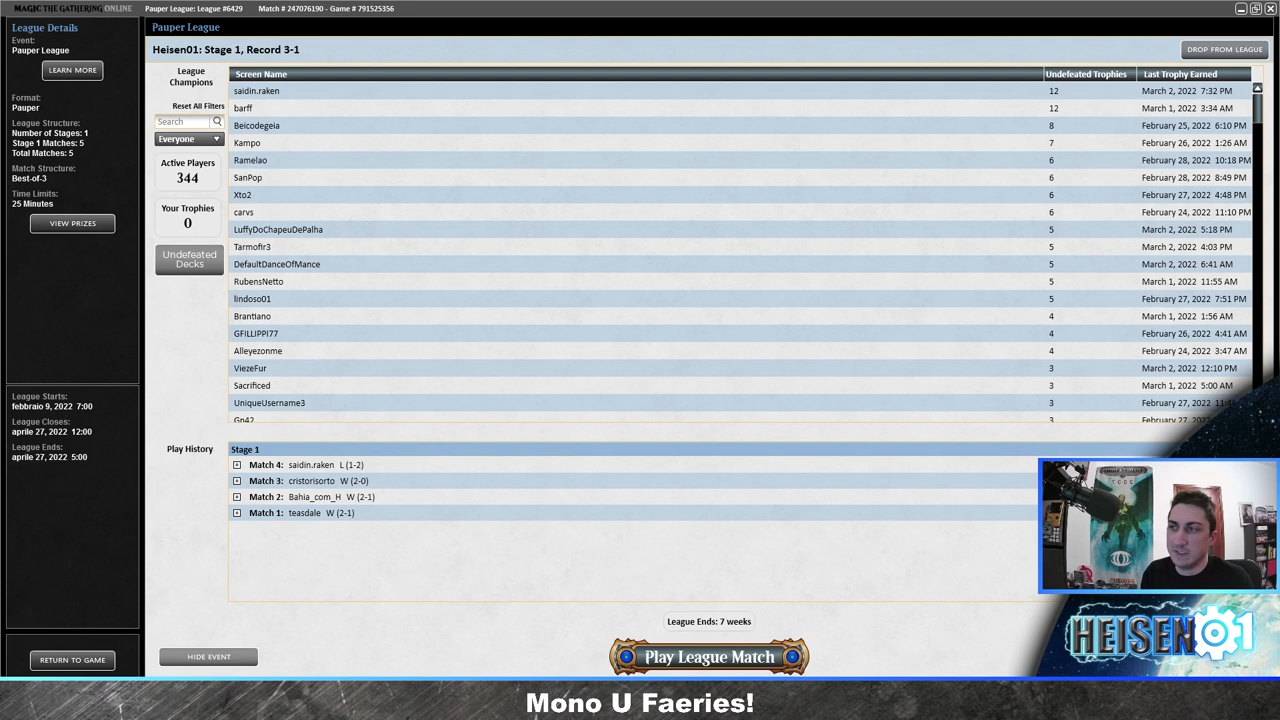 MAGIC THE GATHERING ONLINE
Pauper League: League #6429 Match # 247076190 - Game # 791525356
League Details
Event:
Pauper League
LEARN MORE
Format:
Pauper
League Structure:
Number of Stages: 1
Stage 1 Matches: 5
Total Matches: 5
Match Structure:
Best-of-3
Time Limits:
25 Minutes
VIEW PRIZES
League Starts:
febbraio 9, 2022 7:00
League Closes:
aprile 27, 2022 12:00
League Ends:
aprile 27, 2022 5:00
RETURN TO GAME
Pauper League
Heisen01: Stage 1, Record 3-1
DROP FROM LEAGUE
League
Champions
Reset All Filters
Search
Everyone
Active Players
344
Your Trophies
0
Undefeated
Decks
Screen Name Undefeated Trophies Last Trophy Earned
saidin.raken 12 March 2, 2022 7:32 PM
barff 12 March 1, 2022 3:34 AM
Beicodegeia 8 February 25, 2022 6:10 PM
Kampo 7 February 26, 2022 1:26 AM
Ramelao 6 February 28, 2022 10:18 PM
SanPop 6 February 28, 2022 8:49 PM
Xto2 6 February 27, 2022 4:48 PM
carvs 6 February 24, 2022 11:10 PM
LuffyDoChapeuDePalha 5 March 2, 2022 5:18 PM
Tarmofir3 5 March 2, 2022 4:03 PM
DefaultDanceOfMance 5 March 2, 2022 6:41 AM
RubensNetto 5 March 1, 2022 11:55 AM
lindoso01 5 February 27, 2022 7:51 PM
Brantiano 4 March 1, 2022 1:56 AM
GFILLIPPI77 4 February 26, 2022 4:41 AM
Alleyezonme 4 February 24, 2022 3:47 AM
ViezeFur 3 March 2, 2022 12:10 PM
Sacrificed 3 March 1, 2022 5:00 AM
UniqueUsername3 3 February 27, 2022
Gn42 3 February 27, 2022
Play History
Stage 1
Match 4: saidin.raken L (1-2)
Match 3: cristorisorto W (2-0)
Match 2: Bahia_com_H W (2-1)
Match 1: teasdale W (2-1)
League Ends: 7 weeks
HIDE EVENT
Play League Match
HEISEN01
Mono U Faeries!